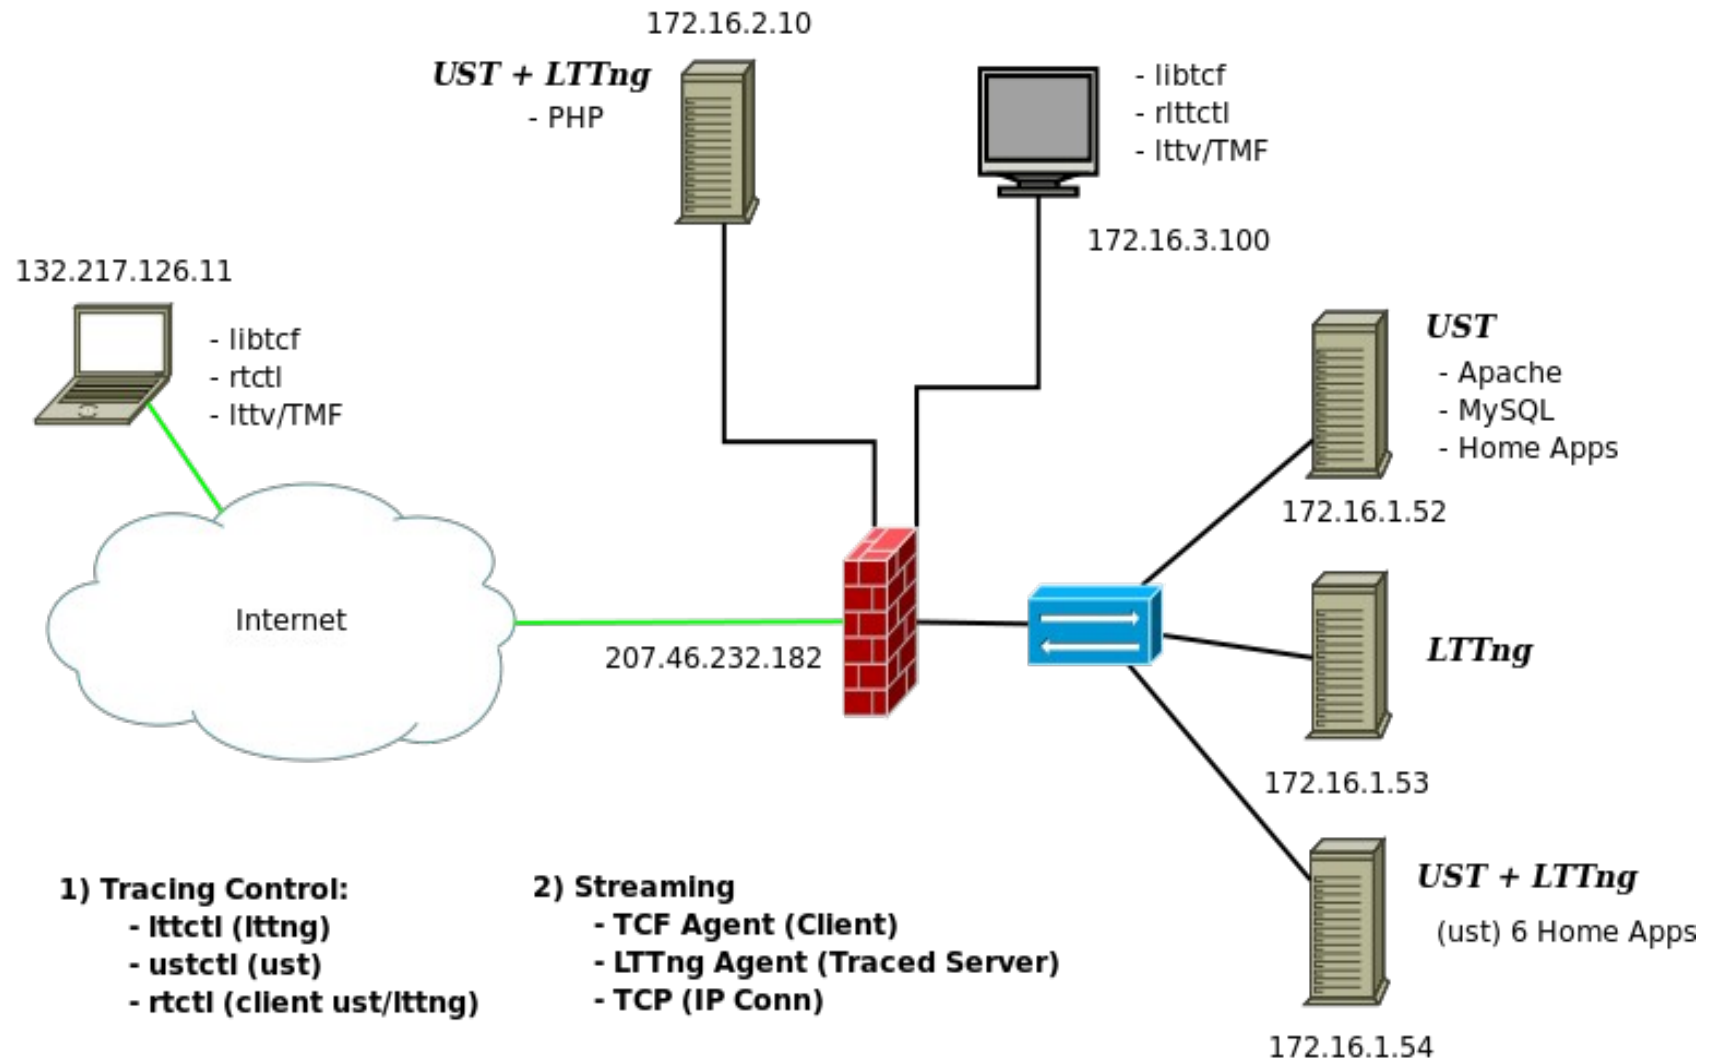 172.16.2.10
UST + LTTng
- PHP
- libtcf
- rlttctl
- lttv/TMF
172.16.3.100
132.217.126.11
- libtcf
- rtctl
- lttv/TMF
UST
- Apache
- MySQL
- Home Apps
172.16.1.52
Internet
207.46.232.182
LTTng
172.16.1.53
1) Tracing Control:
- lttctl (lttng)
- ustctl (ust)
- rtctl (client ust/lttng)
2) Streaming
- TCF Agent (Client)
- LTTng Agent (Traced Server)
- TCP (IP Conn)
UST + LTTng
(ust) 6 Home Apps
172.16.1.54